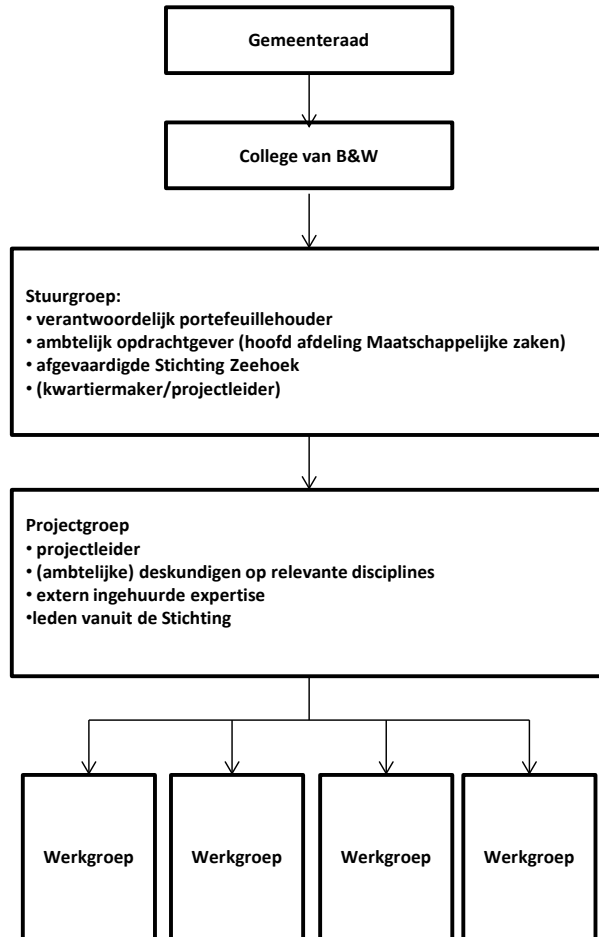 Gemeenteraad
College van B&W
Stuurgroep:
• verantwoordelijk portefeuillehouder
• ambtelijk opdrachtgever (hoofd afdeling Maatschappelijke zaken)
• afgevaardigde Stichting Zeehoek
• (kwartiermaker/projectleider)
Projectgroep
• projectleider
• (ambtelijke) deskundigen op relevante disciplines
• extern ingehuurde expertise
•leden vanuit de Stichting
Werkgroep Werkgroep Werkgroep Werkgroep